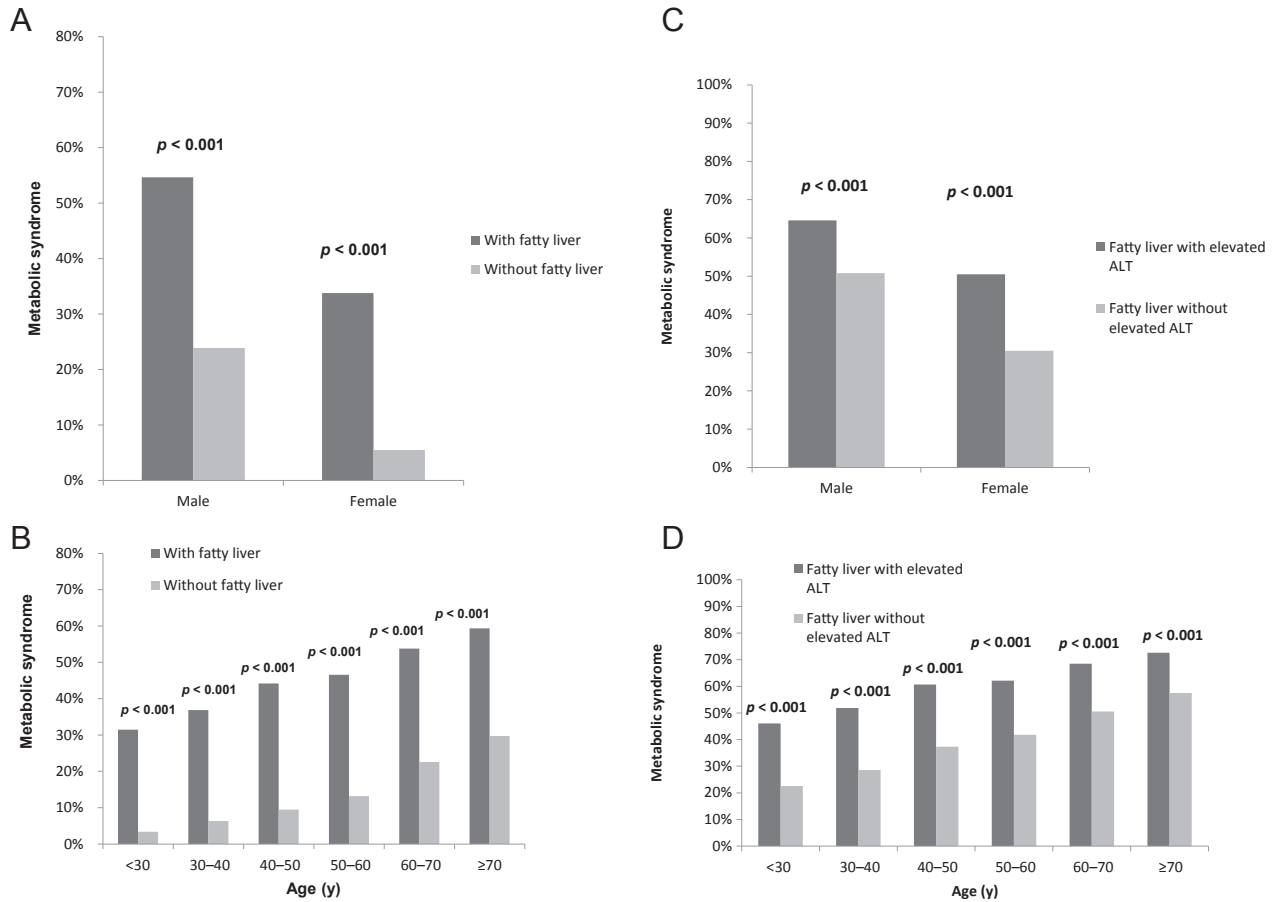 A
80%
70%
60%
50%
40%
30%
20%
10%
0%
Metabolic syndrome
p < 0.001
p < 0.001
Male
Female
With fatty liver
Without fatty liver
C
100%
90%
80%
70%
60%
50%
40%
30%
20%
10%
0%
Metabolic syndrome
p < 0.001
p < 0.001
Male
Female
Fatty liver with elevated
ALT
Fatty liver without
elevated ALT
B
80%
70%
60%
50%
40%
30%
20%
10%
0%
Metabolic syndrome
With fatty liver
Without fatty liver
p < 0.001
p < 0.001
p < 0.001
p < 0.001
p < 0.001
p < 0.001
<30
30–40
40–50
50–60
60–70
≥70
Age (y)
D
100%
90%
80%
70%
60%
50%
40%
30%
20%
10%
0%
Metabolic syndrome
Fatty liver with elevated
ALT
Fatty liver without
elevated ALT
p < 0.001
p < 0.001
p < 0.001
p < 0.001
p < 0.001
p < 0.001
<30
30–40
40–50
50–60
60–70
≥70
Age (y)